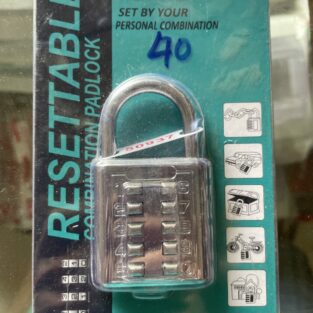 SET BY YOUR
PERSONAL COMBINATION
40
RESETTABLE
COMBINATION PADLOCK